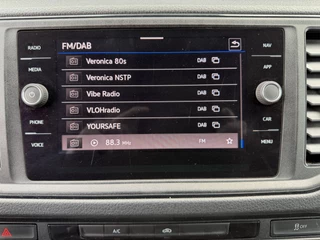 FM/DAB
RADIO
MEDIA
PHONE
VOICE
Veronica 80s DAB
Veronica NSTP DAB
Vibe Radio DAB
VLOHradio DAB
YOURSAFE DAB
88.3 MHz FM
NAV
APP
CAR
MENU
A/C
OFF